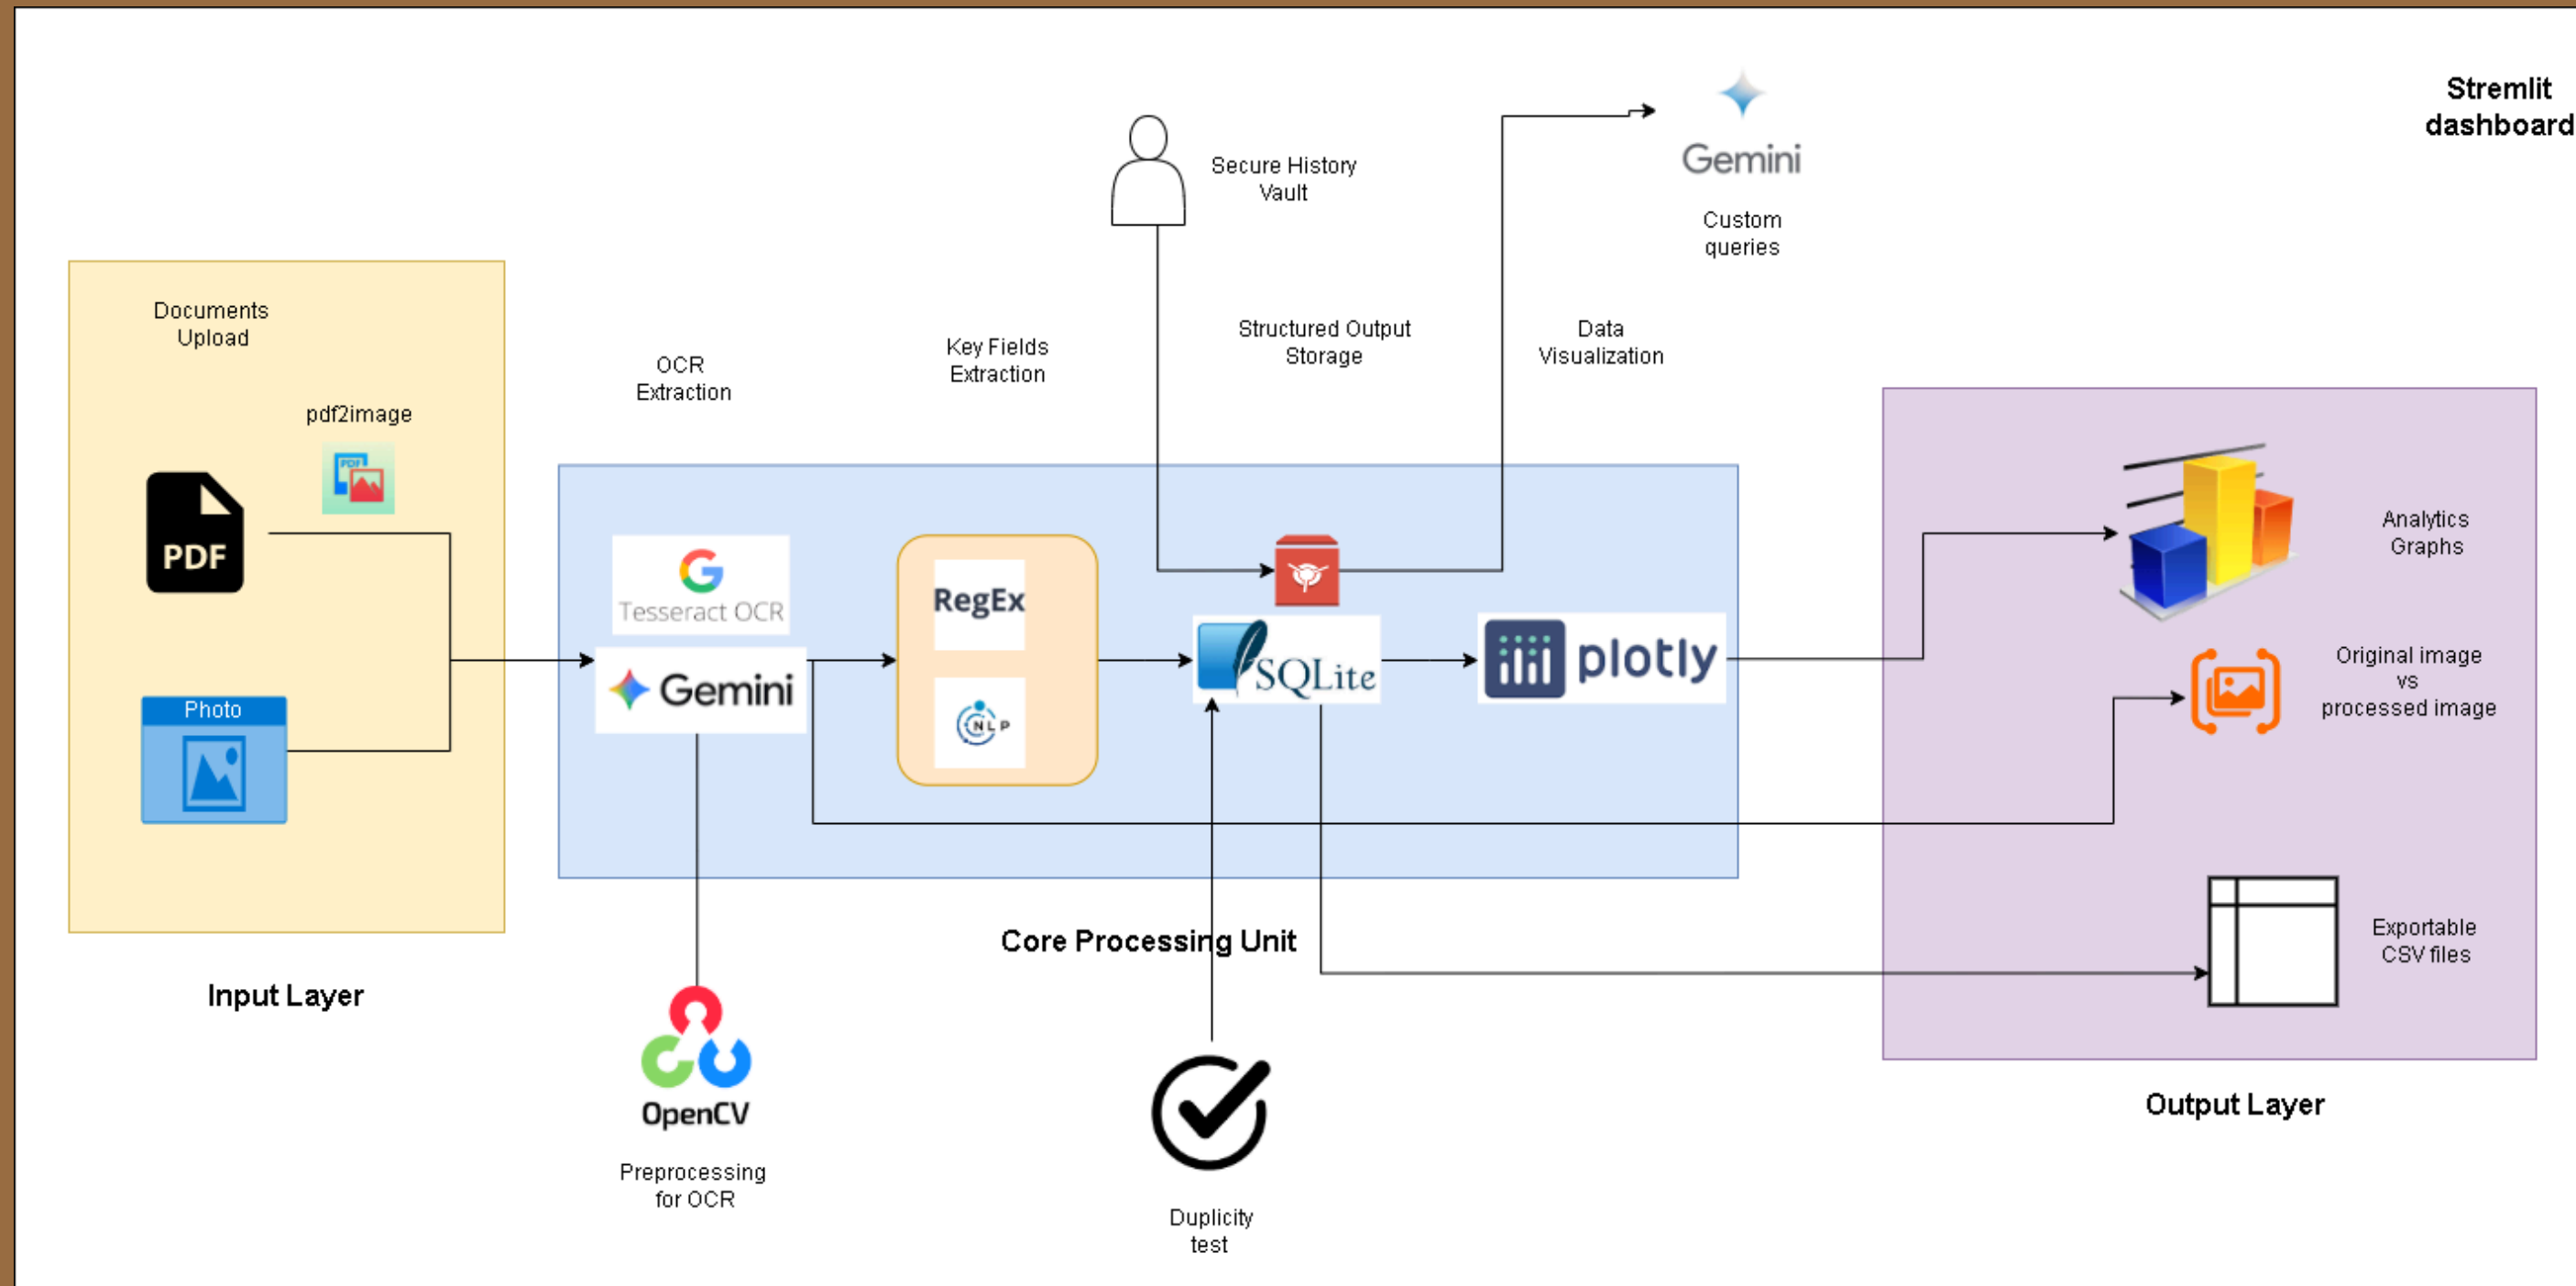 Stremlit
dashboard
Secure History
Vault
Gemini
Custom
queries
Documents
Upload
pdf2image
PDF
PDF
Photo
Input Layer
OCR
Extraction
Key Fields
Extraction
Structured Output
Storage
Data
Visualization
G
Tesseract OCR
Gemini
RegEx
NLP
SQLite
plotly
Core Processing Unit
OpenCV
Preprocessing
for OCR
Duplicity
test
Analytics
Graphs
Original image
vs
processed image
Exportable
CSV files
Output Layer